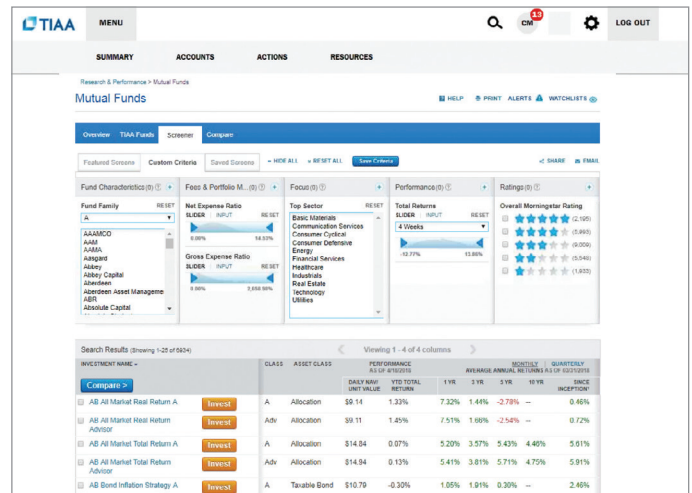 TIAA MENU CM 13 LOG OUT
SUMMARY ACCOUNTS ACTIONS RESOURCES
Research & Performance > Mutual Funds
Mutual Funds
HELP PRINT ALERTS WATCHLISTS
Overview TIAA Funds Screener Compare
Featured Screens Custom Criteria Saved Screens HIDE ALL RESET ALL Save Criteria SHARE EMAIL
Fund Characteristics(0) Fees & Portfolio M...(0) Focus(0) Performance(0) Ratings(0)
Fund Family RESET
A
AAAMCO
AAM
AAMA
Aasgard
Abbey
Abbey Capital
Aberdeen
Aberdeen Asset Manageme
ABR
Absolute Capital
Net Expense Ratio
SLIDER | INPUT RESET
0.00% 14.53%
Gross Expense Ratio
SLIDER | INPUT RESET
0.00%
Top Sector RESET
Basic Materials
Communication Services
Consumer Cyclical
Consumer Defensive
Energy
Financial Services
Healthcare
Industrials
Real Estate
Technology
Utilities
Total Returns
SLIDER | INPUT RESET
4 Weeks
-12.77% 13.88%
Overall Morningstar Rating
(2,195)
(5,993)
(9,009)
(5,546)
(1,933)
Search Results (Showing 1-25 of 6934) Viewing 1 - 4 of 4 columns
INVESTMENT NAME CLASS ASSET CLASS PERFORMANCE MONTHLY | QUARTERLY
AS OF 4/16/2018 AVERAGE ANNUAL RETURNS AS OF 03/31/2018
Compare > DAILY NAV/ YTD TOTAL 1 YR 3 YR 5 YR 10 YR SINCE
UNIT VALUE RETURN INCEPTION*
AB All Market Real Return A Invest A Allocation $9.14 1.33% 7.32% 1.44% -2.78% -- 0.46%
AB All Market Real Return Invest Adv Allocation $9.11 1.45% 7.51% 1.66% -2.54% -- 0.72%
Advisor
AB All Market Total Return A Invest A Allocation $14.84 0.07% 5.20% 3.57% 5.43% 4.46% 5.61%
AB All Market Total Return Invest Adv Allocation $14.94 0.13% 5.41% 3.81% 5.71% 4.75% 5.91%
Advisor
AB Bond Inflation Strategy A Invest A Taxable Bond $10.79 -0.30% 1.05% 1.91% 0.30% -- 2.46%